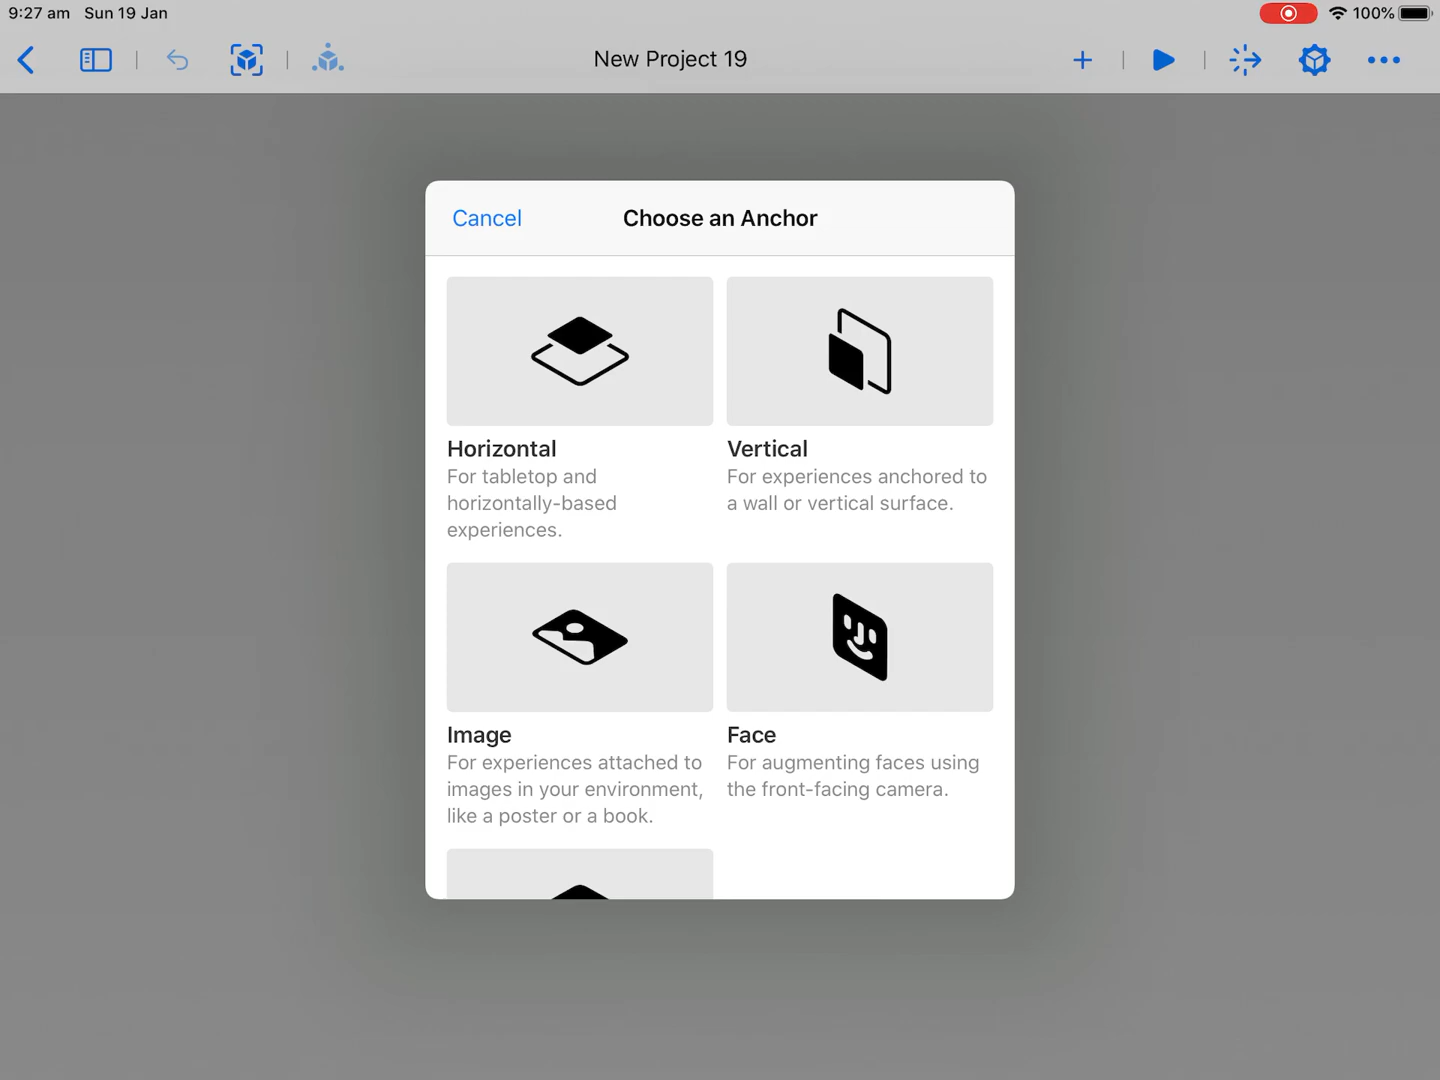 9:27 am Sun 19 Jan
100%
New Project 19
Cancel
Choose an Anchor
Horizontal
For tabletop and
horizontally-based
experiences.
Vertical
For experiences anchored to
a wall or vertical surface.
Image
For experiences attached to
images in your environment,
like a poster or a book.
Face
For augmenting faces using
the front-facing camera.